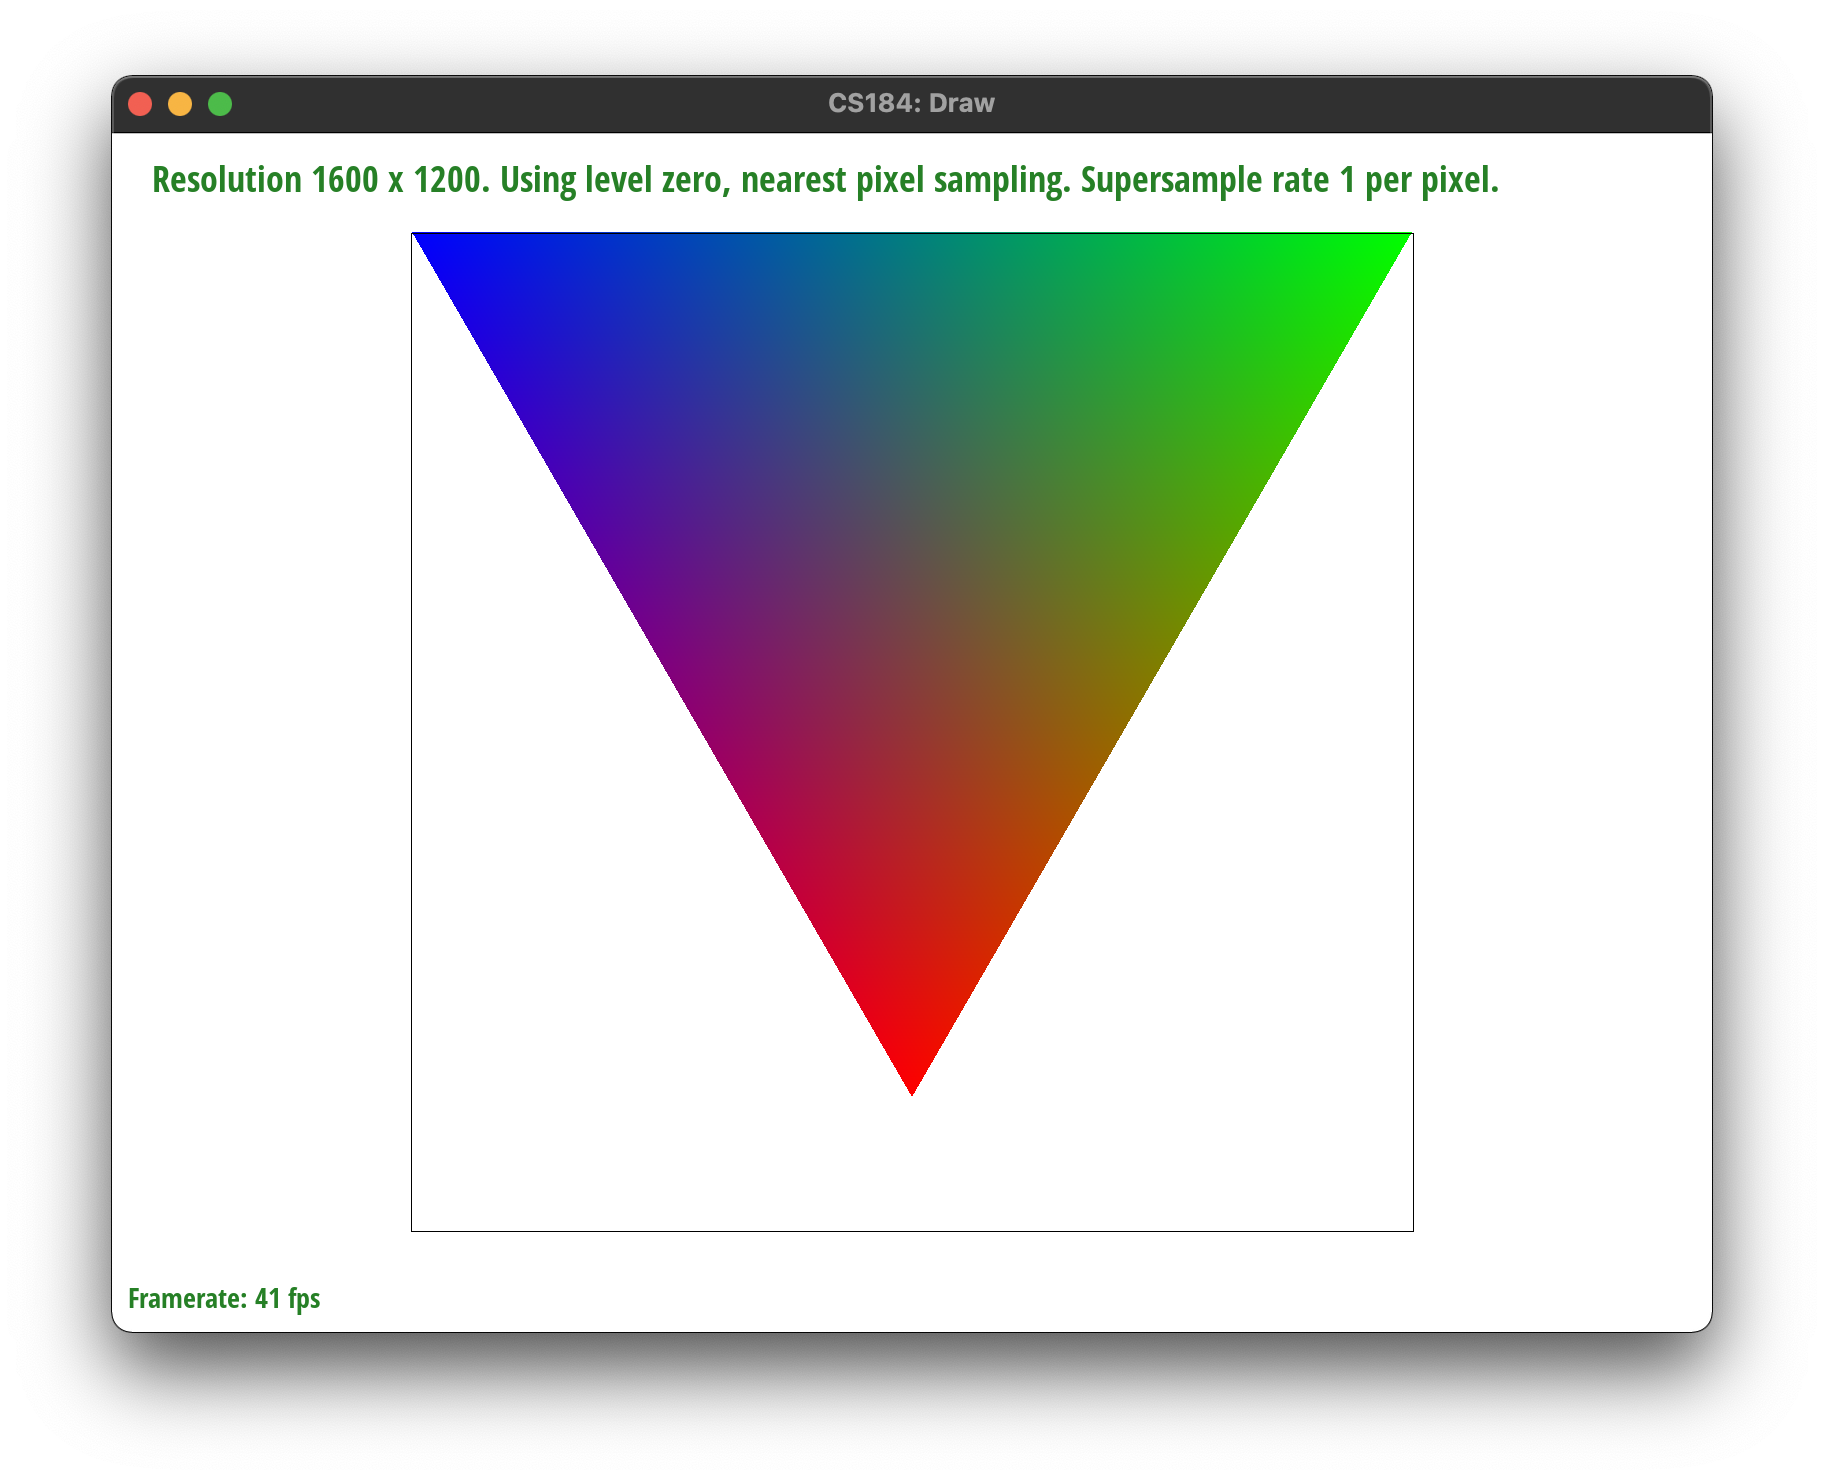 CS184: Draw
Resolution 1600 x 1200. Using level zero, nearest pixel sampling. Supersample rate 1 per pixel.
Framerate: 41 fps